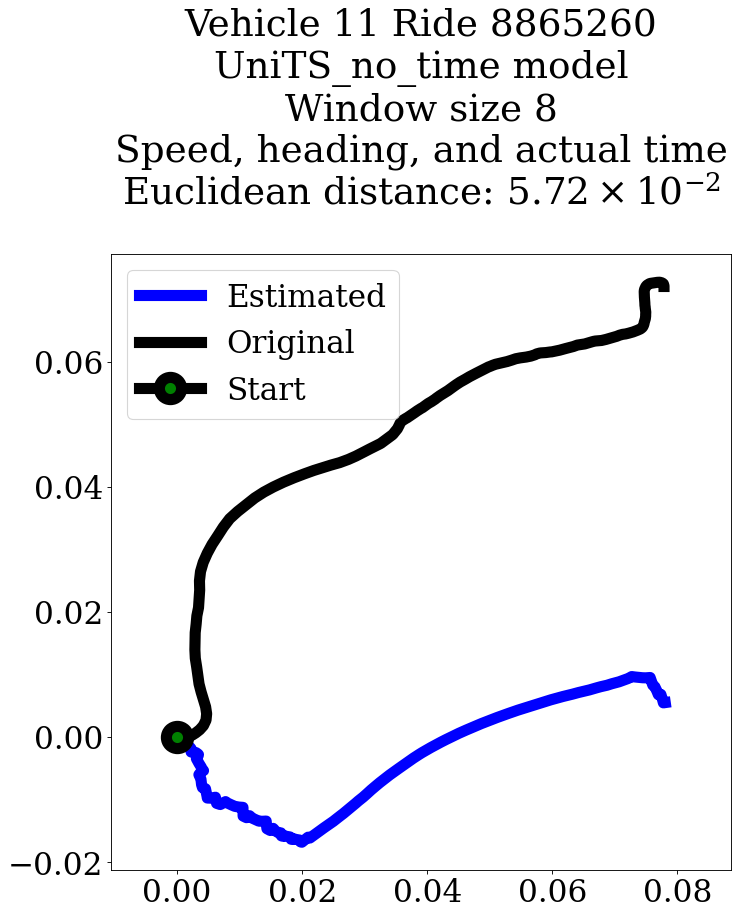 Vehicle 11 Ride 8865260
UniTS_no_time model
Window size 8
Speed, heading, and actual time
Euclidean distance: 5.72 × 10⁻²
Estimated
Original
Start
0.06
0.04
0.02
0.00
−0.02
0.00 0.02 0.04 0.06 0.08